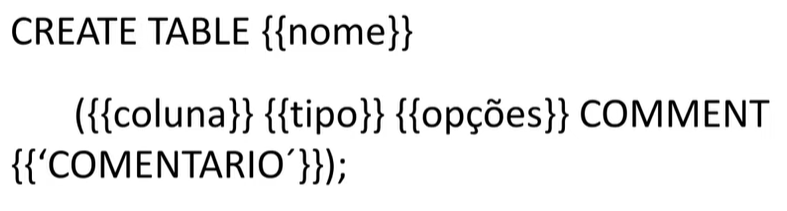 CREATE TABLE {{nome}}
({{coluna}} {{tipo}} {{opções}} COMMENT
{{‘COMENTARIO´}});